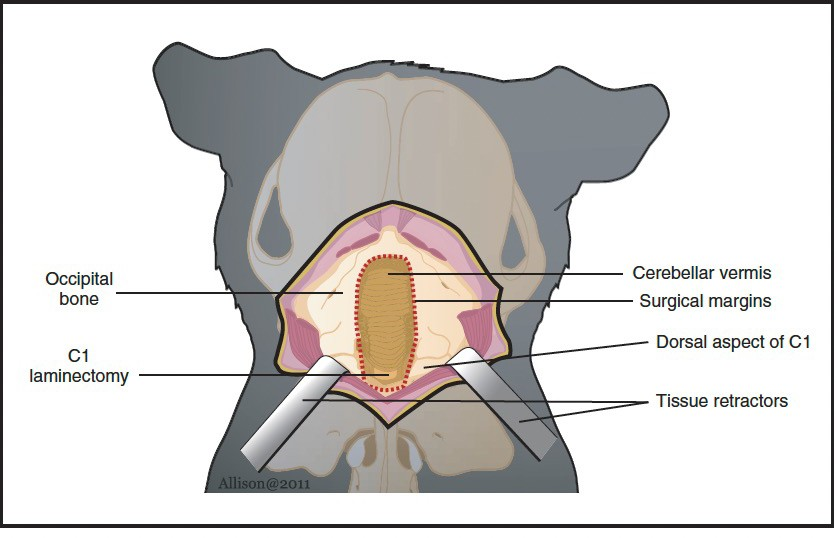 Occipital
bone
C1
laminectomy
Cerebellar vermis
Surgical margins
Dorsal aspect of C1
Tissue retractors
Allison@2011